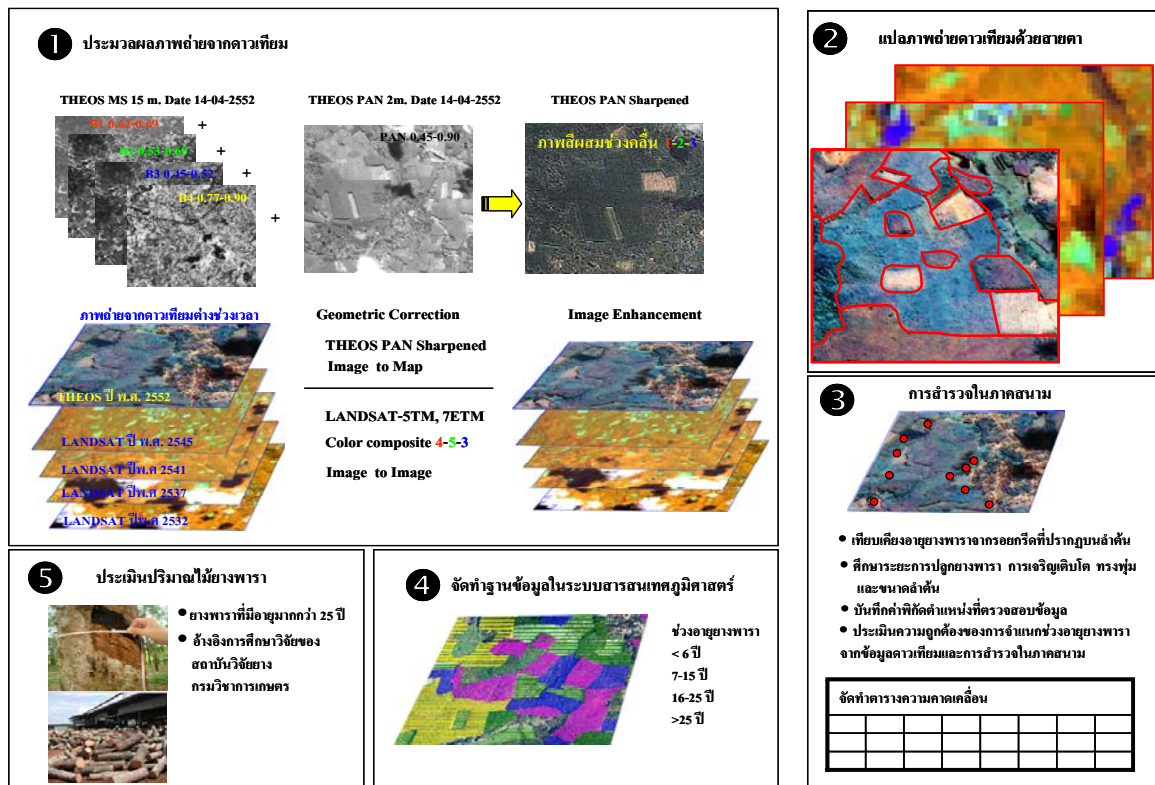 1 ประมวลผลภาพถ่ายจากดาวเทียม
THEOS MS 15 m. Date 14-04-2552
B1 0.62-0.69
+
B2 0.53-0.60
+
B3 0.45-0.52
+
B4 0.77-0.90
+
THEOS PAN 2m. Date 14-04-2552
PAN 0.45-0.90
THEOS PAN Sharpened
ภาพสีผสมช่วงคลื่น 1-2-3
ภาพถ่ายจากดาวเทียมต่างช่วงเวลา
THEOS ปี พ.ศ. 2552
LANDSAT ปี พ.ศ. 2545
LANDSAT ปีพ.ศ 2541
LANDSAT ปีพ.ศ 2537
LANDSAT ปีพ.ศ 2532
Geometric Correction
THEOS PAN Sharpened
Image to Map
LANDSAT-5TM, 7ETM
Color composite 4-5-3
Image to Image
Image Enhancement
2 แปลภาพถ่ายดาวเทียมด้วยสายตา
3 การสำรวจในภาคสนาม
• เทียบเคียงอายุยางพาราจากรอยกรีดที่ปรากฏบนลำต้น
• ศึกษาระยะการปลูกยางพารา การเจริญเติบโต ทรงพุ่ม
และขนาดลำต้น
• บันทึกค่าพิกัดตำแหน่งที่ตรวจสอบข้อมูล
• ประเมินความถูกต้องของการจำแนกช่วงอายุยางพารา
จากข้อมูลดาวเทียมและการสำรวจในภาคสนาม
จัดทำตารางความคาดเคลื่อน
4 จัดทำฐานข้อมูลในระบบสารสนเทศภูมิศาสตร์
ช่วงอายุยางพารา
< 6 ปี
7-15 ปี
16-25 ปี
>25 ปี
5 ประเมินปริมาณไม้ยางพารา
• ยางพาราที่มีอายุมากกว่า 25 ปี
• อ้างอิงการศึกษาวิจัยของ
สถาบันวิจัยยาง
กรมวิชาการเกษตร